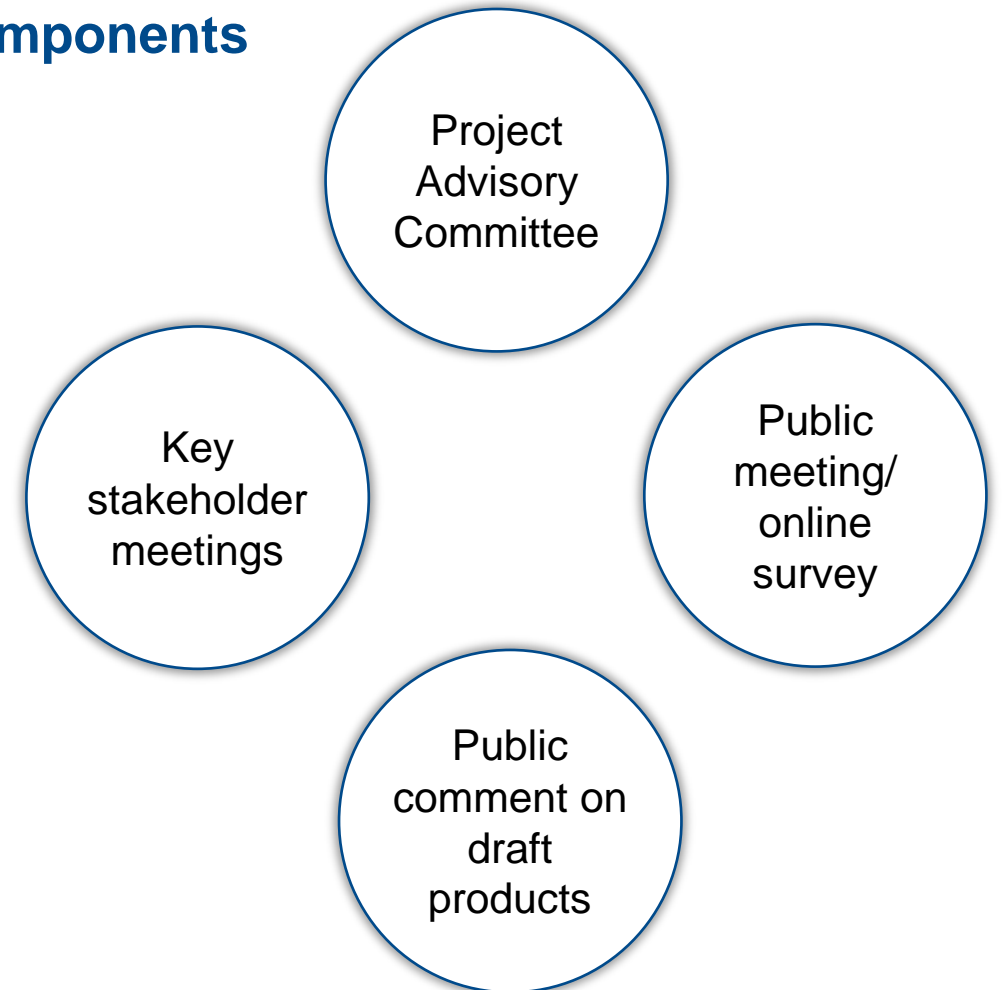 mponents
Project
Advisory
Committee
Key
stakeholder
meetings
Public
meeting/
online
survey
Public
comment on
draft
products